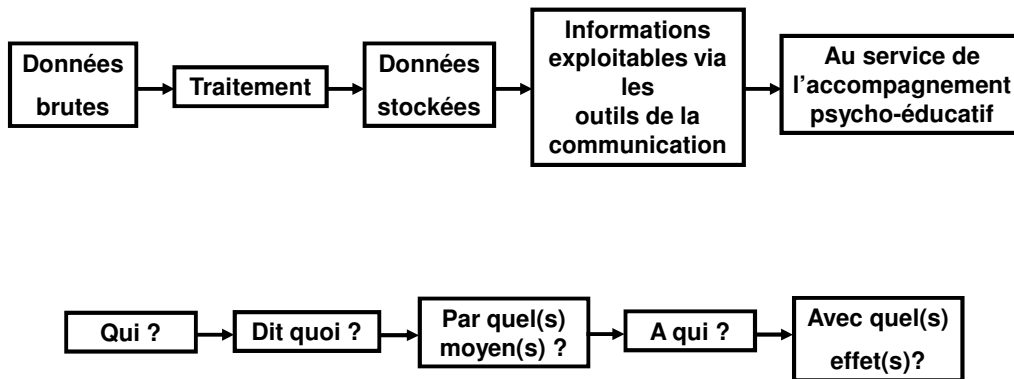 Données
brutes
Traitement
Données
stockées
Informations
exploitables via
les
outils de la
communication
Au service de
l’accompagnement
psycho-éducatif
Qui ?
Dit quoi ?
Par quel(s)
moyen(s) ?
A qui ?
Avec quel(s)
effet(s)?